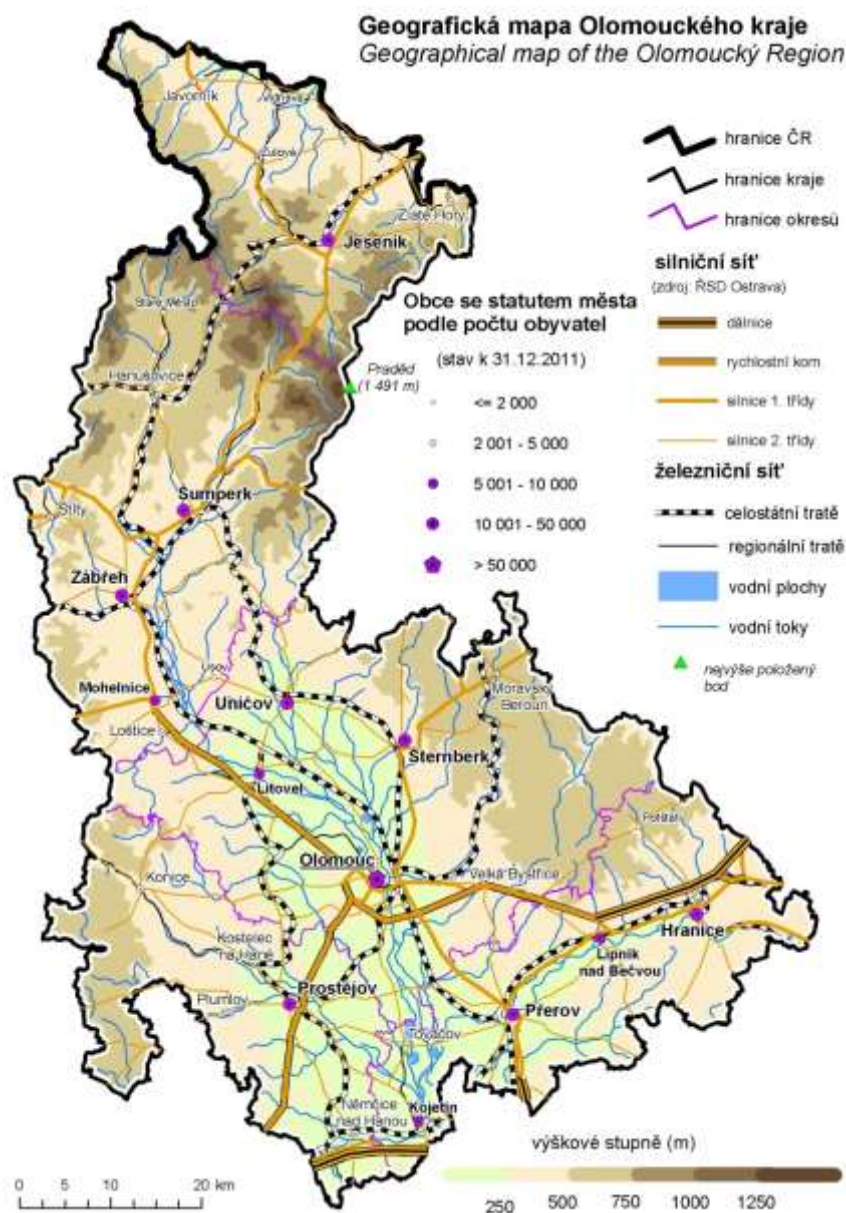 Geografická mapa Olomouckého kraje
Geographical map of the Olomoucký Region
hranice ČR
hranice kraje
hranice okresů
silniční síť
(zdroj: ŘSD Ostrava)
dálnice
rychlostní kom
silnice 1. třídy
silnice 2. třídy
železniční síť
celostátní tratě
regionální tratě
vodní plochy
vodní toky
nejvýše položený
bod
Obce se statutem města
podle počtu obyvatel
(stav k 31.12.2011)
<= 2 000
2 001 - 5 000
5 001 - 10 000
10 001 - 50 000
> 50 000
Javorník
Vidnava
Žulová
Zlaté Hory
Jeseník
Staré Město
Hanušovice
Praděd
(1 491 m)
Šumperk
Štíty
Zábřeh
Mohelnice
Uničov
Moravský
Beroun
Loštice
Šternberk
Litovel
Potštát
Olomouc
Velká Bystřice
Konice
Hranice
Kostelec
na Hané
Lipník
nad Bečvou
Prostějov
Plumlov
Přerov
Tovačov
Němčice
nad Hanou
Kojetín
výškové stupně (m)
250 500 750 1000 1250
0 5 10 20 km